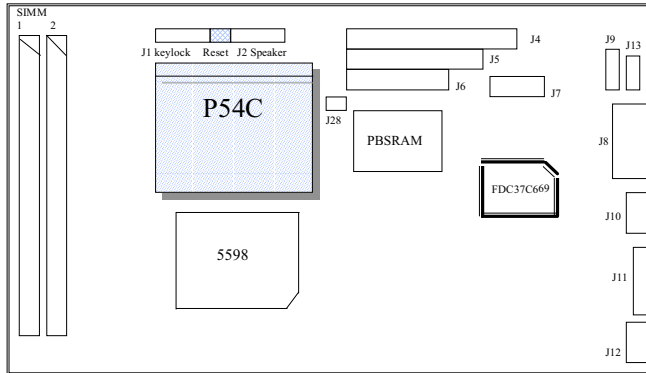 SIMM
1 2
J1 keylock Reset J2 Speaker
J4
J5
J6
J7
J9
J13
P54C
J28
PBSRAM
J8
FDC37C669
J10
5598
J11
J12